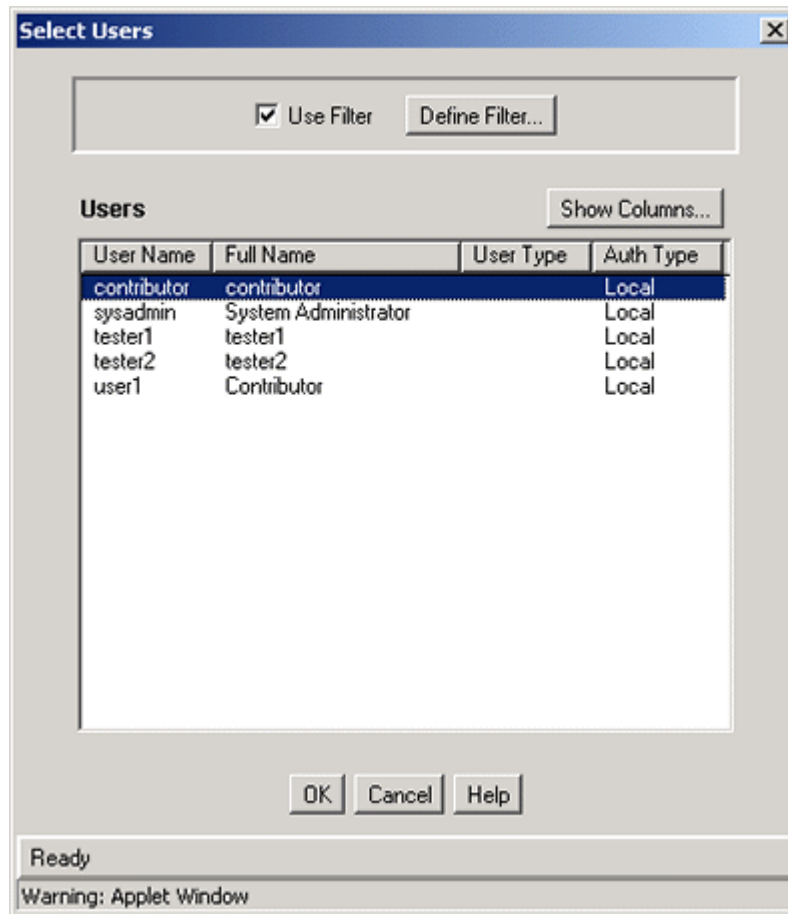 Select Users
Use Filter Define Filter...
Users Show Columns...
User Name Full Name User Type Auth Type
contributor contributor Local
sysadmin System Administrator Local
tester1 tester1 Local
tester2 tester2 Local
user1 Contributor Local
OK Cancel Help
Ready
Warning: Applet Window